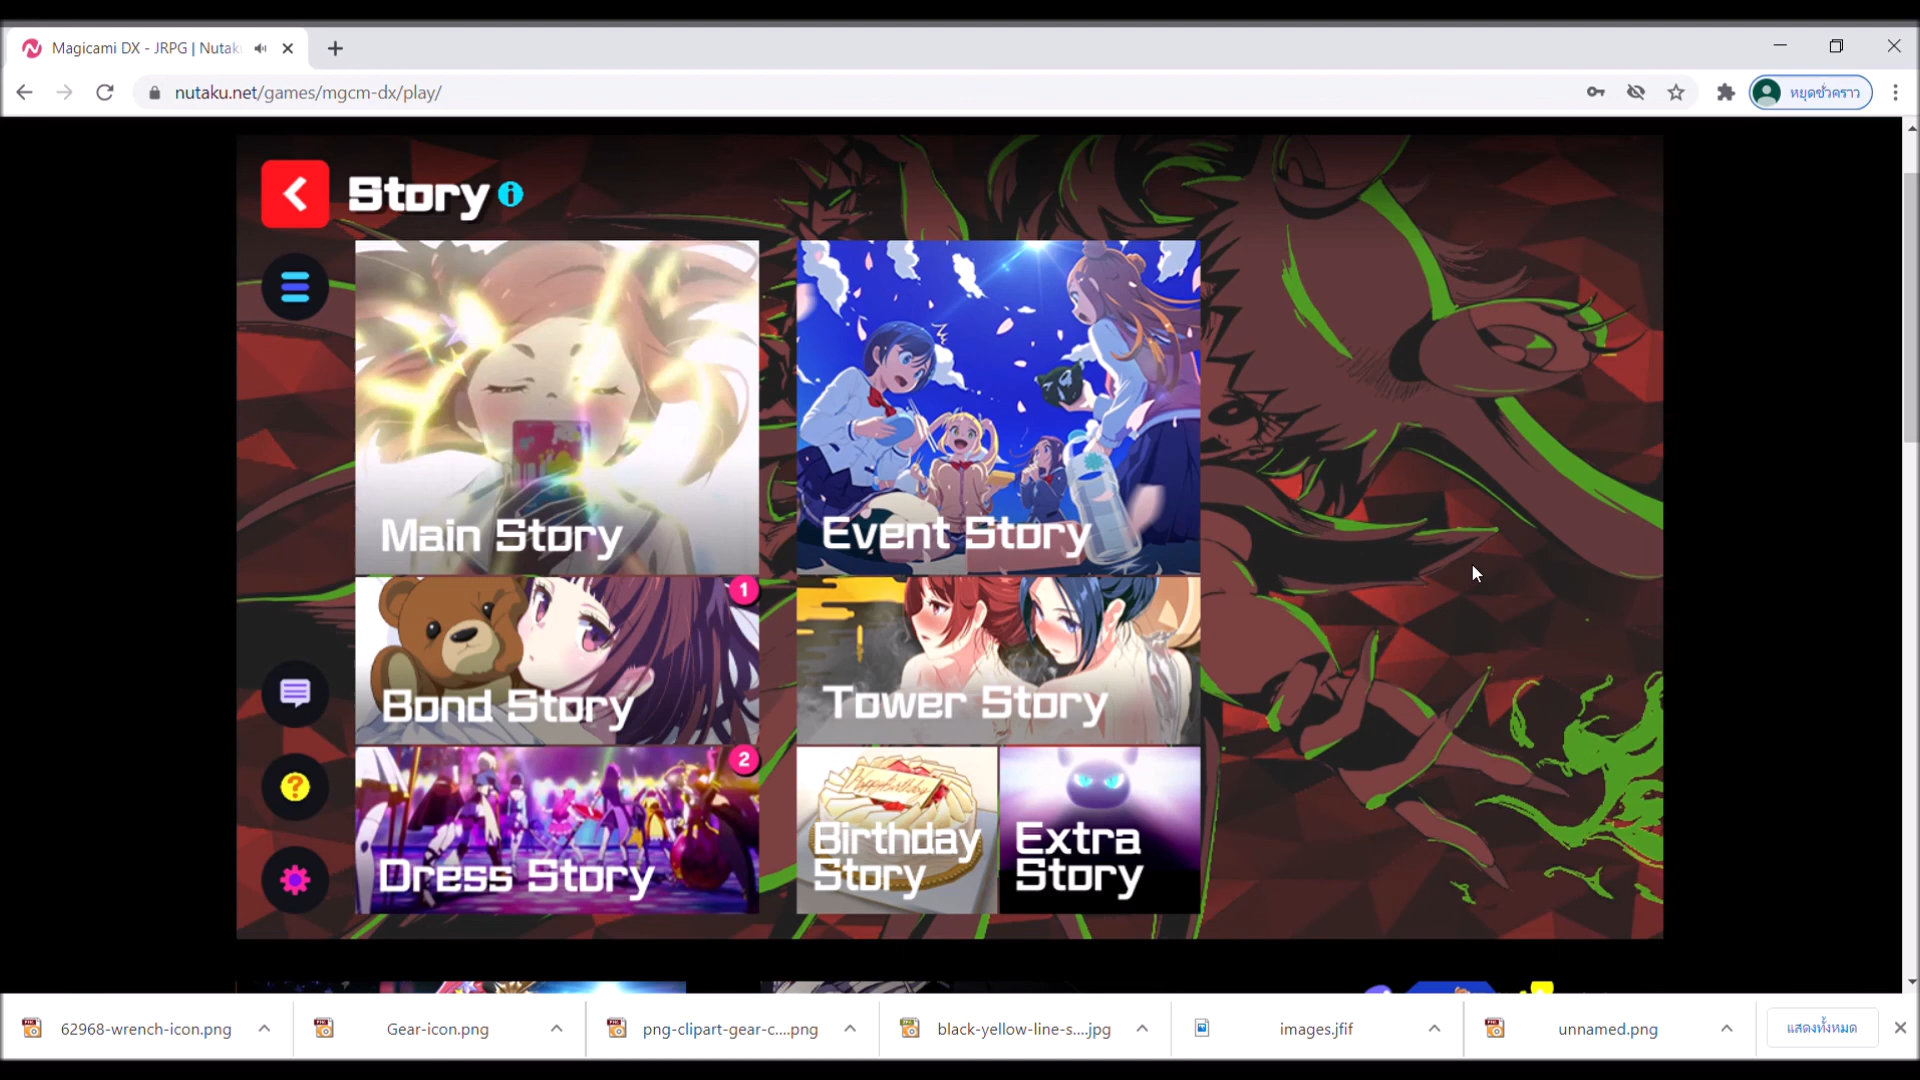 Magicami DX - JRPG | Nutak
nutaku.net/games/mgcm-dx/play/
หยุดชั่วคราว
Story
Main Story
Event Story
1
Bond Story
Tower Story
2
Dress Story
Happy Birthday
Birthday Story
Extra Story
62968-wrench-icon.png
Gear-icon.png
png-clipart-gear-c....png
black-yellow-line-s....jpg
images.jfif
unnamed.png
แสดงทั้งหมด